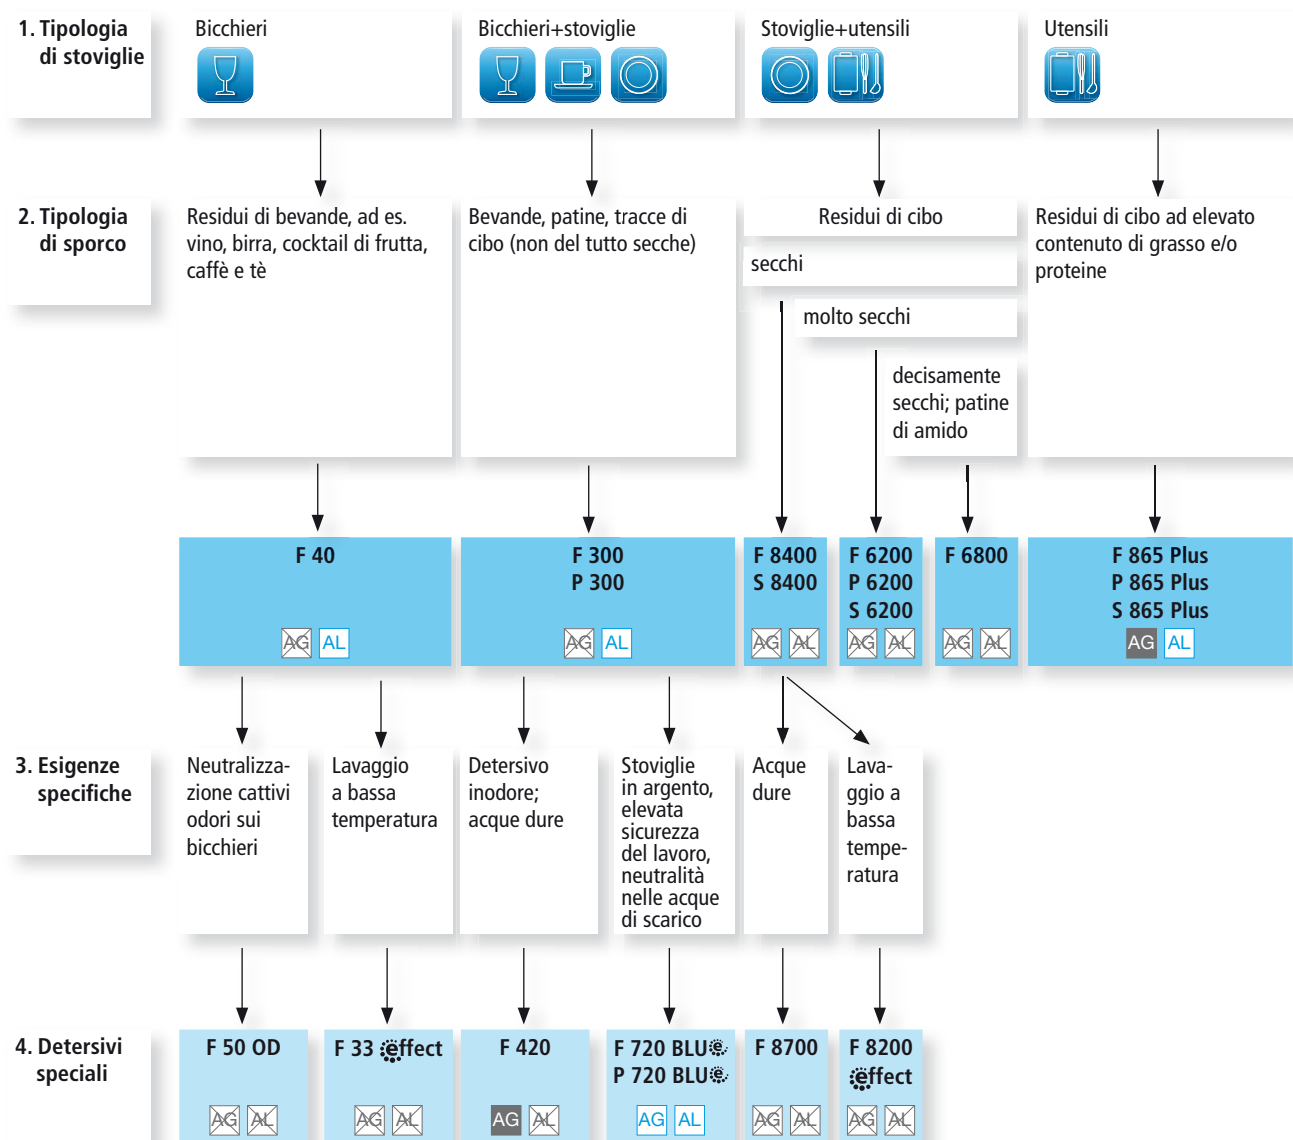 1. Tipologia
di stoviglie
Bicchieri
Bicchieri+stoviglie
Stoviglie+utensili
Utensili
2. Tipologia
di sporco
Residui di bevande, ad es.
vino, birra, cocktail di frutta,
caffè e tè
Bevande, patine, tracce di
cibo (non del tutto secche)
Residui di cibo
secchi
molto secchi
decisamente
secchi; patine
di amido
Residui di cibo ad elevato
contenuto di grasso e/o
proteine
F 40
AG AL
F 300
P 300
AG AL
F 8400
S 8400
AG AL
F 6200
P 6200
S 6200
AG AL
F 6800
AG AL
F 865 Plus
P 865 Plus
S 865 Plus
AG AL
3. Esigenze
specifiche
Neutralizza-
zione cattivi
odori sui
bicchieri
Lavaggio
a bassa
temperatura
Detersivo
inodore;
acque dure
Stoviglie
in argento,
elevata
sicurezza
del lavoro,
neutralità
nelle acque
di scarico
Acque
dure
Lava-
ggio a
bassa
tempe-
ratura
4. Detersivi
speciali
F 50 OD
AG AL
F 33 effect
AG AL
F 420
AG AL
F 720 BLU e
P 720 BLU e
AG AL
F 8700
AG AL
F 8200
effect
AG AL